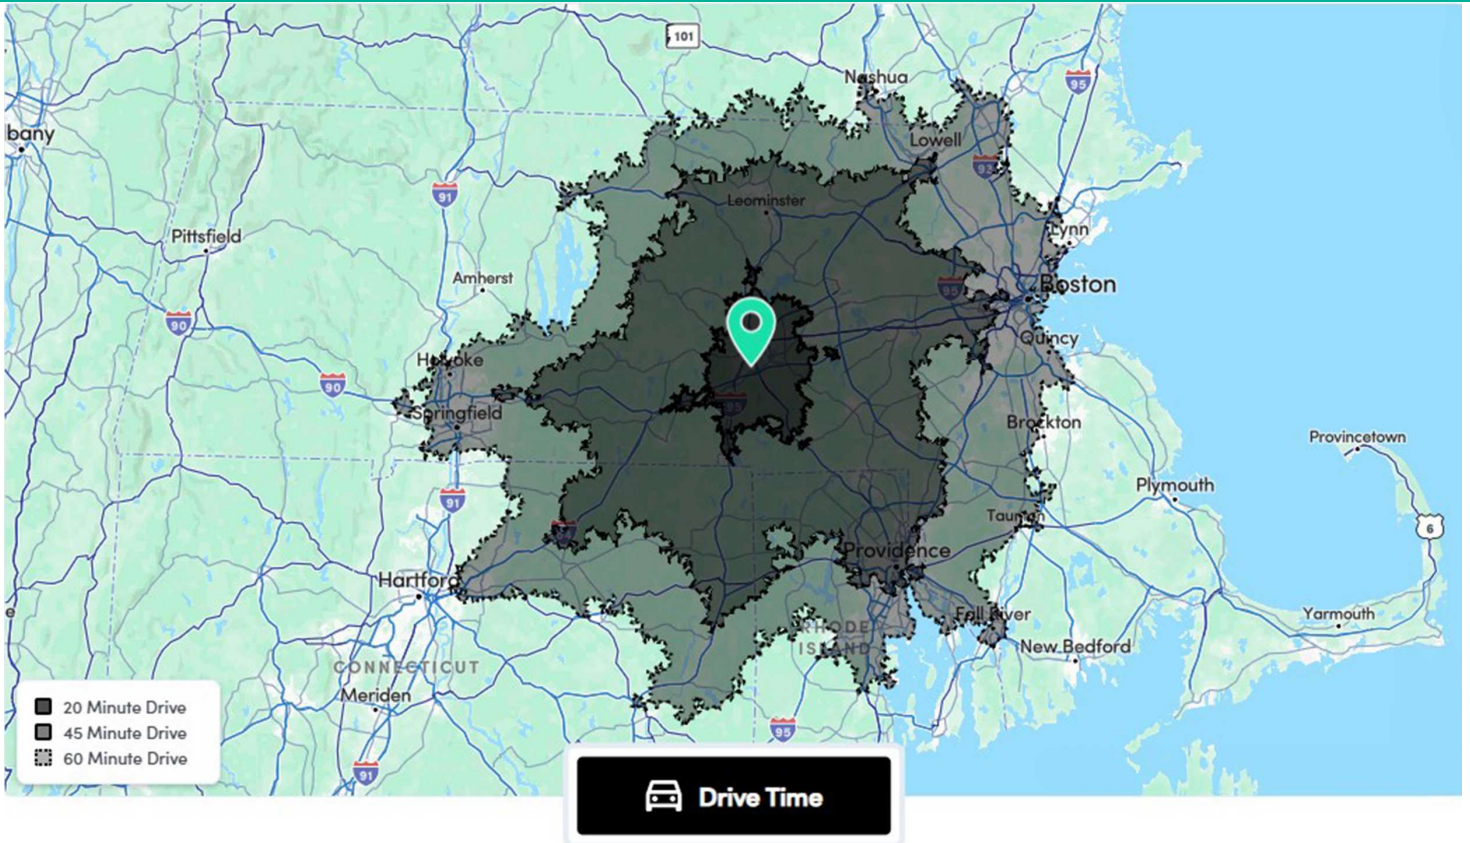 101
Nashua
95
bany
Lowell
93
91
Leominster
Pittsfield
Lynn
Amherst
95
Boston
90
Quincy
Holyoke
90
Springfield
Brockton
Provincetown
91
Plymouth
Taunton
6
Providence
Hartford
e
Fall River
Yarmouth
RHODE
ISLAND
New Bedford
CONNECTICUT
Meriden
20 Minute Drive
45 Minute Drive
60 Minute Drive
95
91
Drive Time